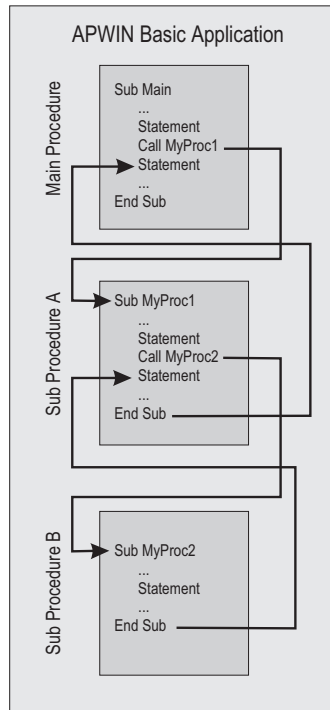 APWIN Basic Application
Main Procedure
Sub Main
...
Statement
Call MyProc1
Statement
...
End Sub
Sub Procedure A
Sub MyProc1
...
Statement
Call MyProc2
Statement
...
End Sub
Sub Procedure B
Sub MyProc2
...
Statement
...
End Sub